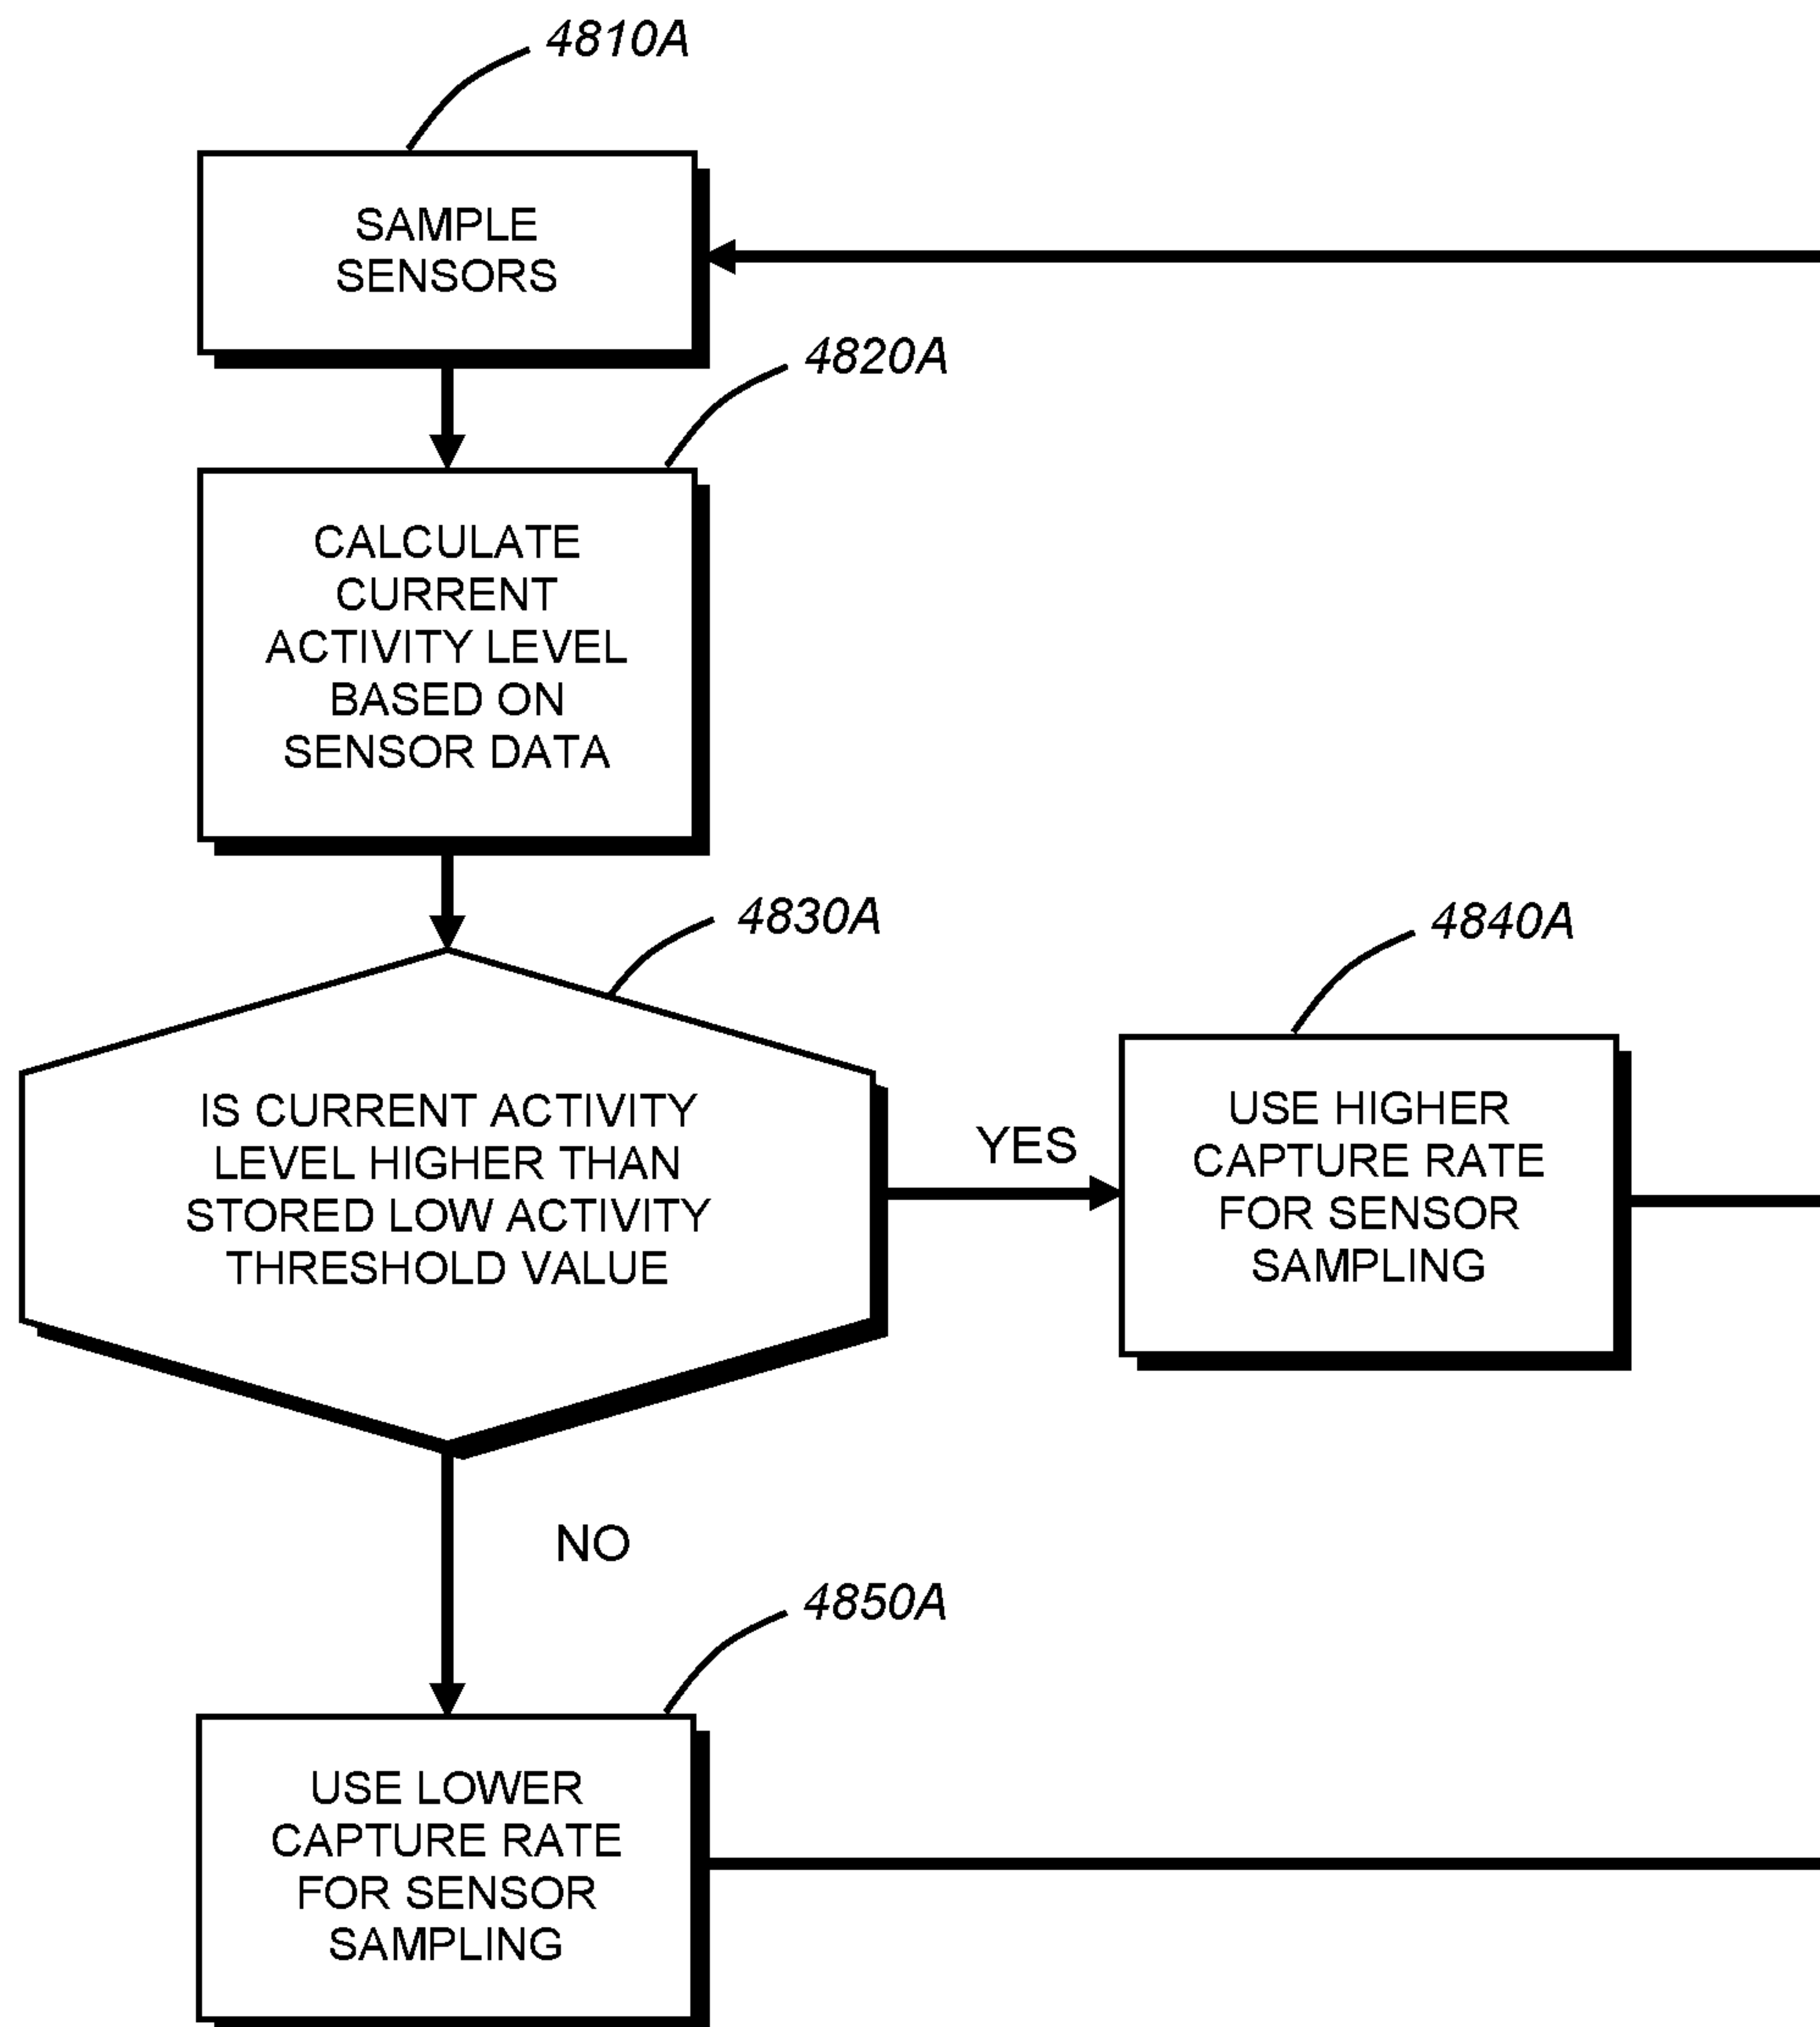 4810A
SAMPLE
SENSORS
4820A
CALCULATE
CURRENT
ACTIVITY LEVEL
BASED ON
SENSOR DATA
4830A
IS CURRENT ACTIVITY
LEVEL HIGHER THAN
STORED LOW ACTIVITY
THRESHOLD VALUE
YES
4840A
USE HIGHER
CAPTURE RATE
FOR SENSOR
SAMPLING
NO
4850A
USE LOWER
CAPTURE RATE
FOR SENSOR
SAMPLING